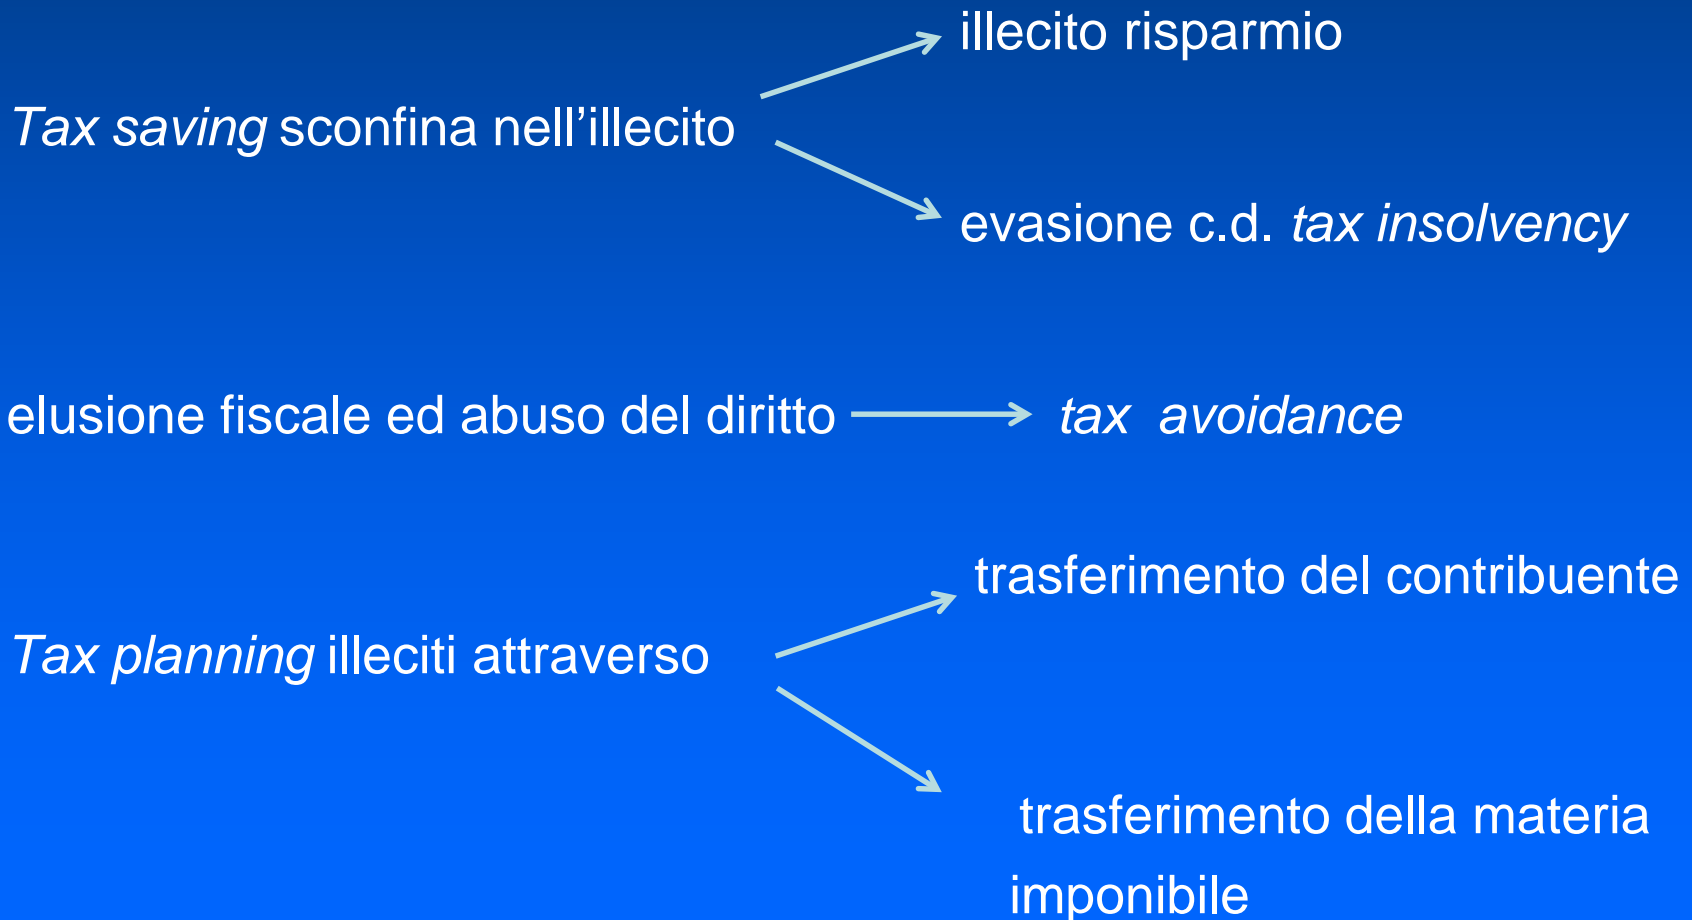 illecito risparmio
Tax saving sconfina nell’illecito
evasione c.d. tax insolvency
elusione fiscale ed abuso del diritto
tax avoidance
trasferimento del contribuente
Tax planning illeciti attraverso
trasferimento della materia
imponibile